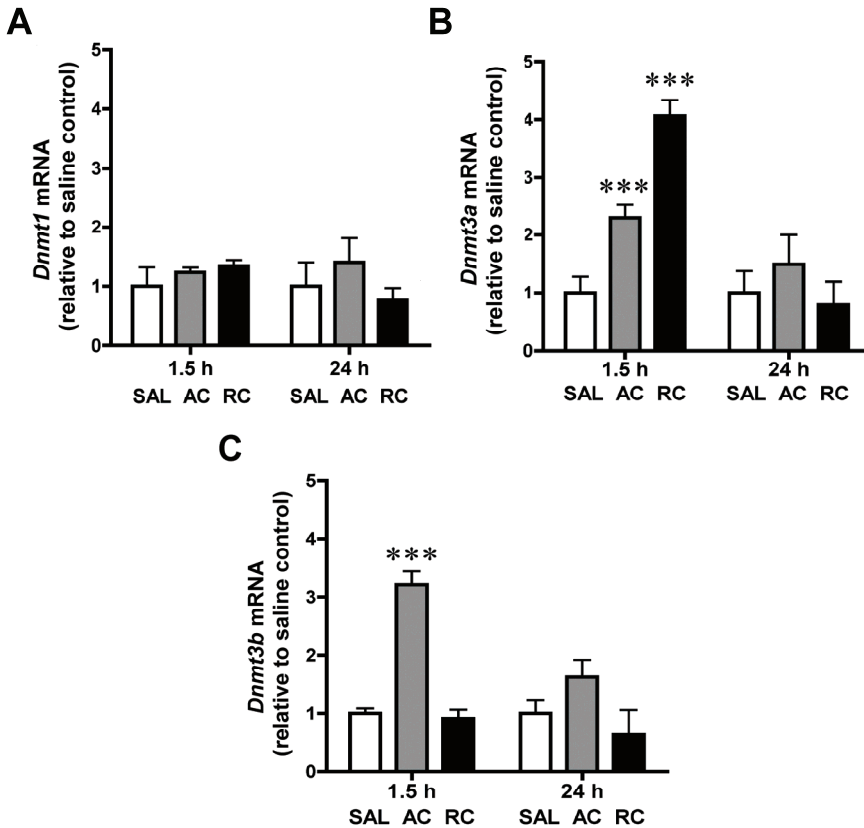 A
Dnmt1 mRNA
(relative to saline control)
5
4
3
2
1
0
1.5 h
24 h
SAL AC RC
SAL AC RC
B
Dnmt3a mRNA
(relative to saline control)
5
4
3
2
1
0
***
***
1.5 h
24 h
SAL AC RC
SAL AC RC
C
Dnmt3b mRNA
(relative to saline control)
5
4
3
2
1
0
***
1.5 h
24 h
SAL AC RC
SAL AC RC